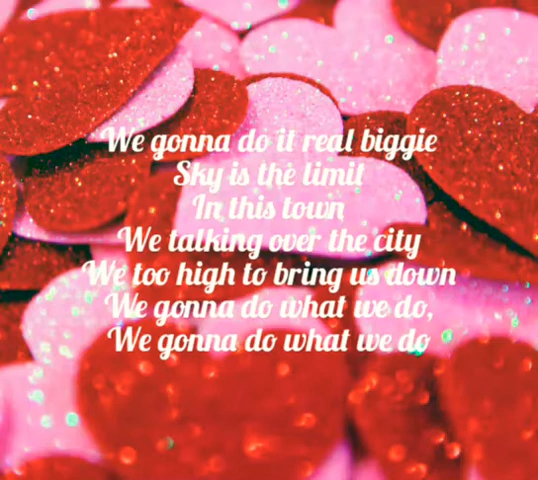 We gonna do it real biggie
Sky is the limit
In this town
We talking over the city
We too high to bring us down
We gonna do what we do,
We gonna do what we do